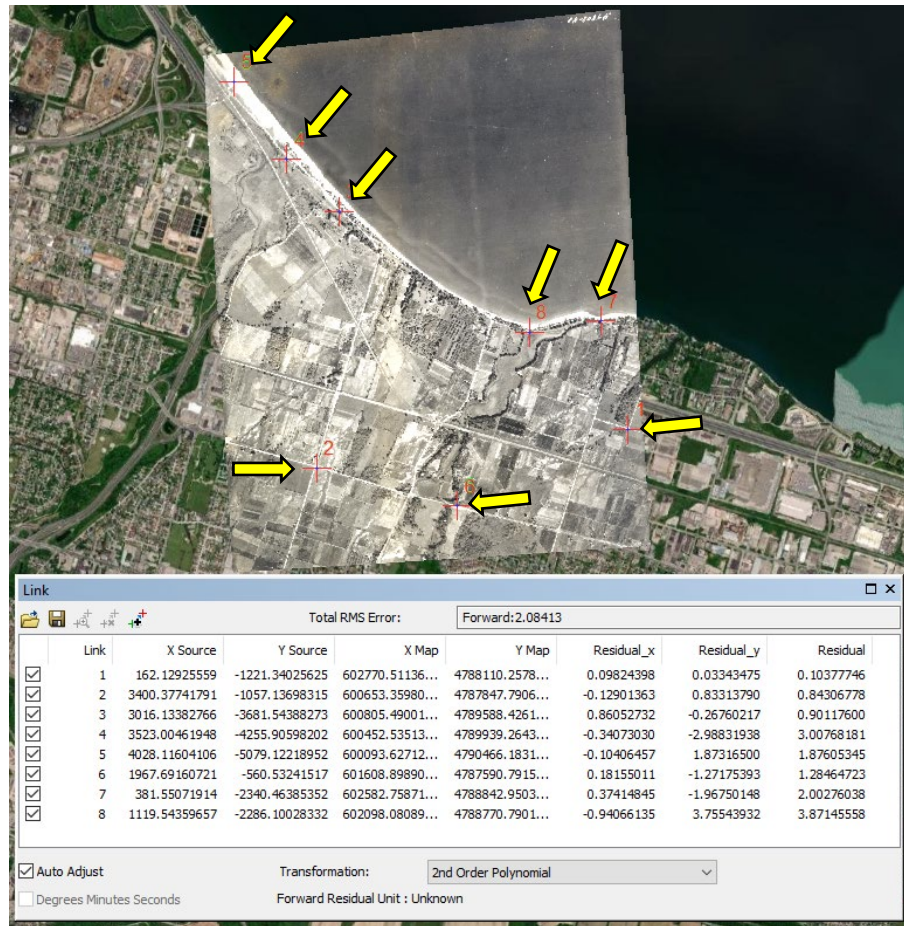 5
4
8
7
1
2
6
Link
Total RMS Error: Forward:2.08413
Link X Source Y Source X Map Y Map Residual_x Residual_y Residual
1 162.12925559 -1221.34025625 602770.51136... 4788110.2578... 0.09824398 0.03343475 0.10377746
2 3400.37741791 -1057.13698315 600653.35980... 4787847.7906... -0.12901363 0.83313790 0.84306778
3 3016.13382766 -3681.54388273 600805.49001... 4789588.4261... 0.86052732 -0.26760217 0.90117600
4 3523.00461948 -4255.90598202 600452.53513... 4789939.2643... -0.34073030 -2.98831938 3.00768181
5 4028.11604106 -5079.12218952 600093.62712... 4790466.1831... -0.10406457 1.87316500 1.87605345
6 1967.69160721 -560.53241517 601608.89890... 4787590.7915... 0.18155011 -1.27175393 1.28464723
7 381.55071914 -2340.46385352 602582.75871... 4788842.9503... 0.37414845 -1.96750148 2.00276038
8 1119.54359657 -2286.10028332 602098.08089... 4788770.7901... -0.94066135 3.75543932 3.87145558
Auto Adjust Transformation: 2nd Order Polynomial
Degrees Minutes Seconds Forward Residual Unit : Unknown